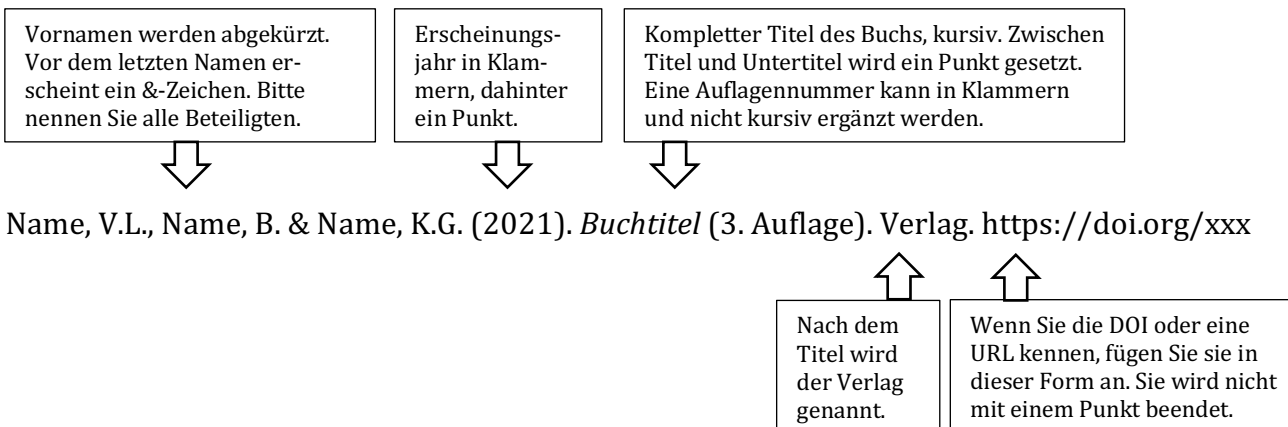 Vornamen werden abgekürzt.
Vor dem letzten Namen er-
scheint ein &-Zeichen. Bitte
nennen Sie alle Beteiligten.
Erscheinungs-
jahr in Klam-
mern, dahinter
ein Punkt.
Kompletter Titel des Buchs, kursiv. Zwischen
Titel und Untertitel wird ein Punkt gesetzt.
Eine Auflagennummer kann in Klammern
und nicht kursiv ergänzt werden.
Name, V.L., Name, B. & Name, K.G. (2021). Buchtitel (3. Auflage). Verlag. https://doi.org/xxx
Nach dem
Titel wird
der Verlag
genannt.
Wenn Sie die DOI oder eine
URL kennen, fügen Sie sie in
dieser Form an. Sie wird nicht
mit einem Punkt beendet.